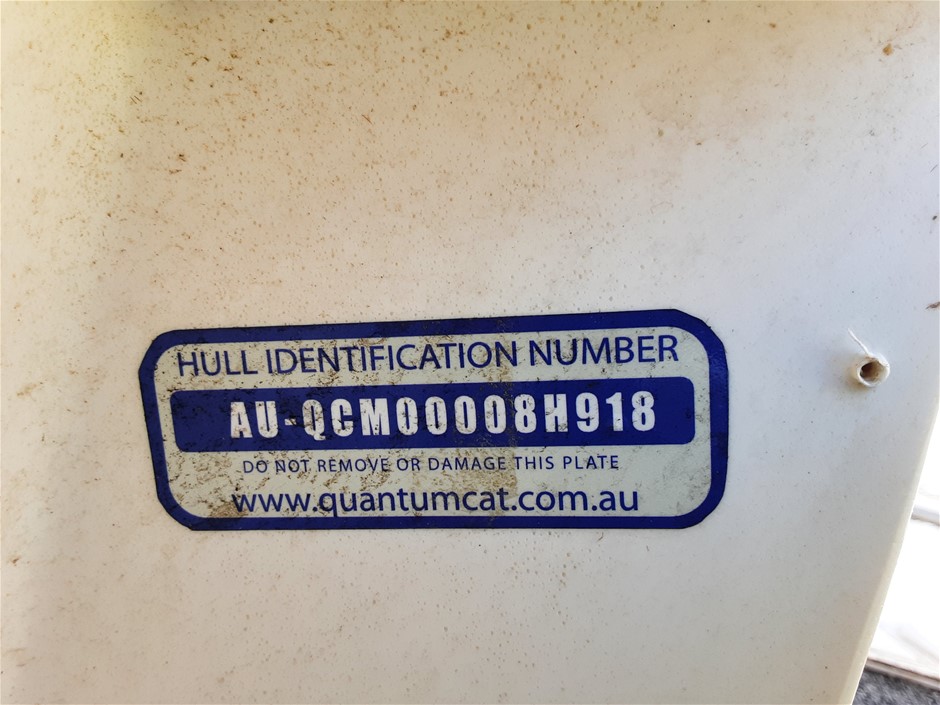 HULL IDENTIFICATION NUMBER
AU-QCM00008H918
DO NOT REMOVE OR DAMAGE THIS PLATE
www.quantumcat.com.au